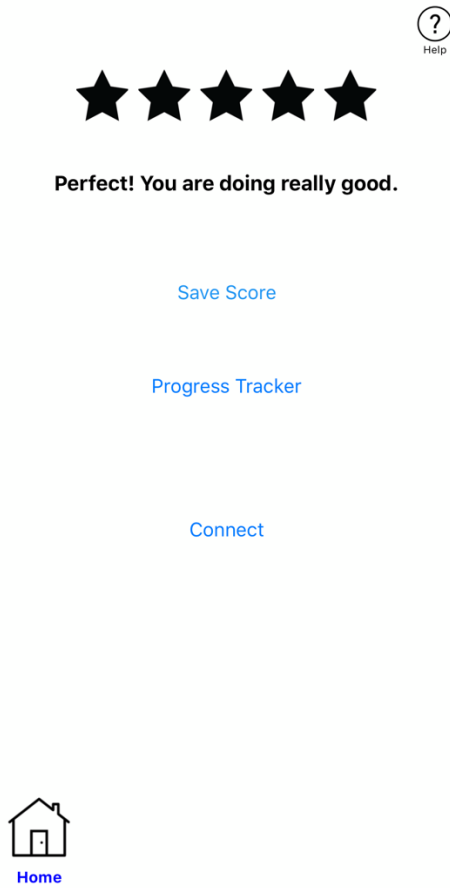 ?
Help
Perfect! You are doing really good.
Save Score
Progress Tracker
Connect
Home